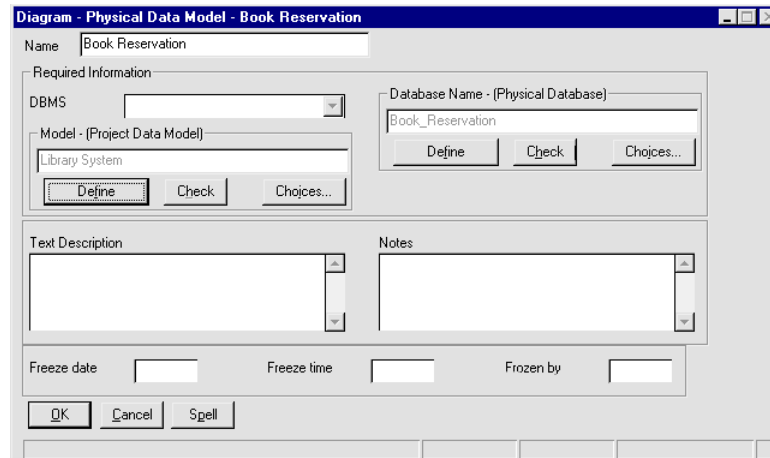 Diagram - Physical Data Model - Book Reservation
Name Book Reservation
Required Information
DBMS
Database Name - (Physical Database)
Book_Reservation
Define Check Choices...
Model - (Project Data Model)
Library System
Define Check Choices...
Text Description Notes
Freeze date Freeze time Frozen by
OK Cancel Spell